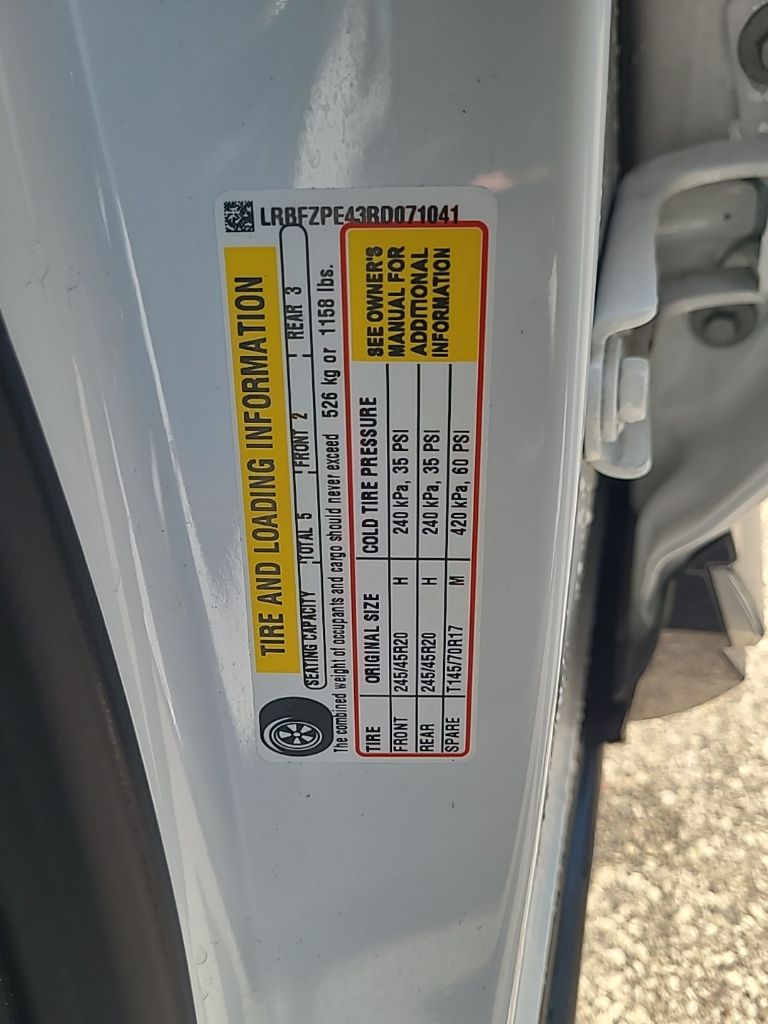 LRBFZPE43RD071041
TIRE AND LOADING INFORMATION
SEATING CAPACITY TOTAL 5 FRONT 2 REAR 3
The combined weight of occupants and cargo should never exceed 526 kg or 1158 lbs.
TIRE ORIGINAL SIZE COLD TIRE PRESSURE
FRONT 245/45R20 H 240 kPa, 35 PSI
REAR 245/45R20 H 240 kPa, 35 PSI
SPARE T145/70R17 M 420 kPa, 60 PSI
SEE OWNER'S
MANUAL FOR
ADDITIONAL
INFORMATION